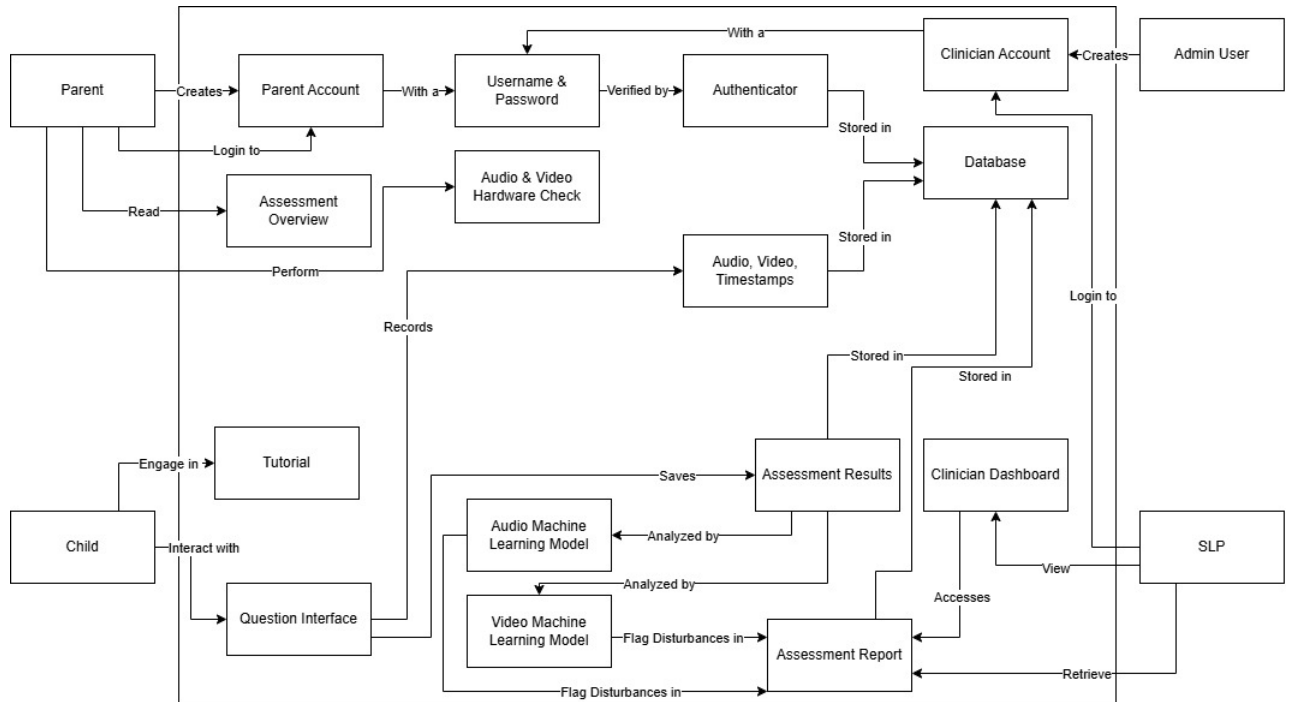 With a
Parent
Creates
Parent Account
With a
Username &
Password
Verified by
Authenticator
Clinician Account
Creates
Admin User
Stored in
Login to
Database
Audio & Video
Hardware Check
Assessment
Overview
Read
Stored in
Perform
Audio, Video,
Timestamps
Login to
Records
Stored in
Stored in
Engage in
Tutorial
Saves
Assessment Results
Clinician Dashboard
Audio Machine
Learning Model
Analyzed by
Child
Interact with
SLP
View
Analyzed by
Accesses
Question Interface
Video Machine
Learning Model
Flag Disturbances in
Assessment Report
Retrieve
Flag Disturbances in